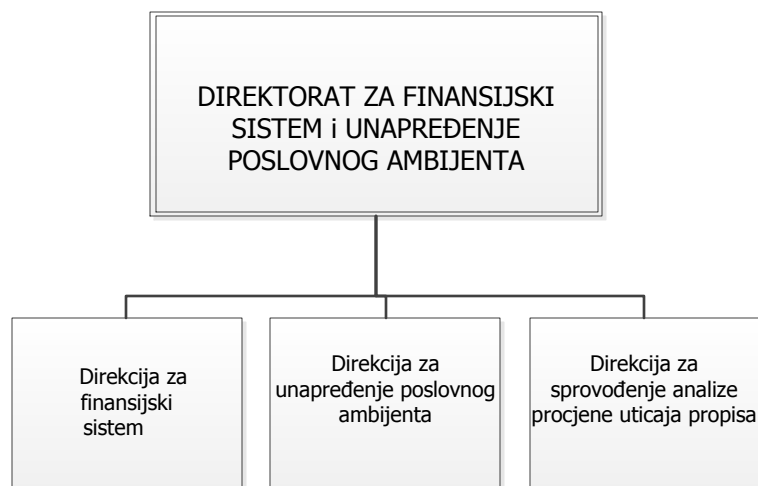 DIREKTORAT ZA FINANSIJSKI
SISTEM i UNAPREĐENJE
POSLOVNOG AMBIJENTA
Direkcija za
finansijski
sistem
Direkcija za
unapređenje poslovnog
ambijenta
Direkcija za
sprovođenje analize
procjene uticaja propisa